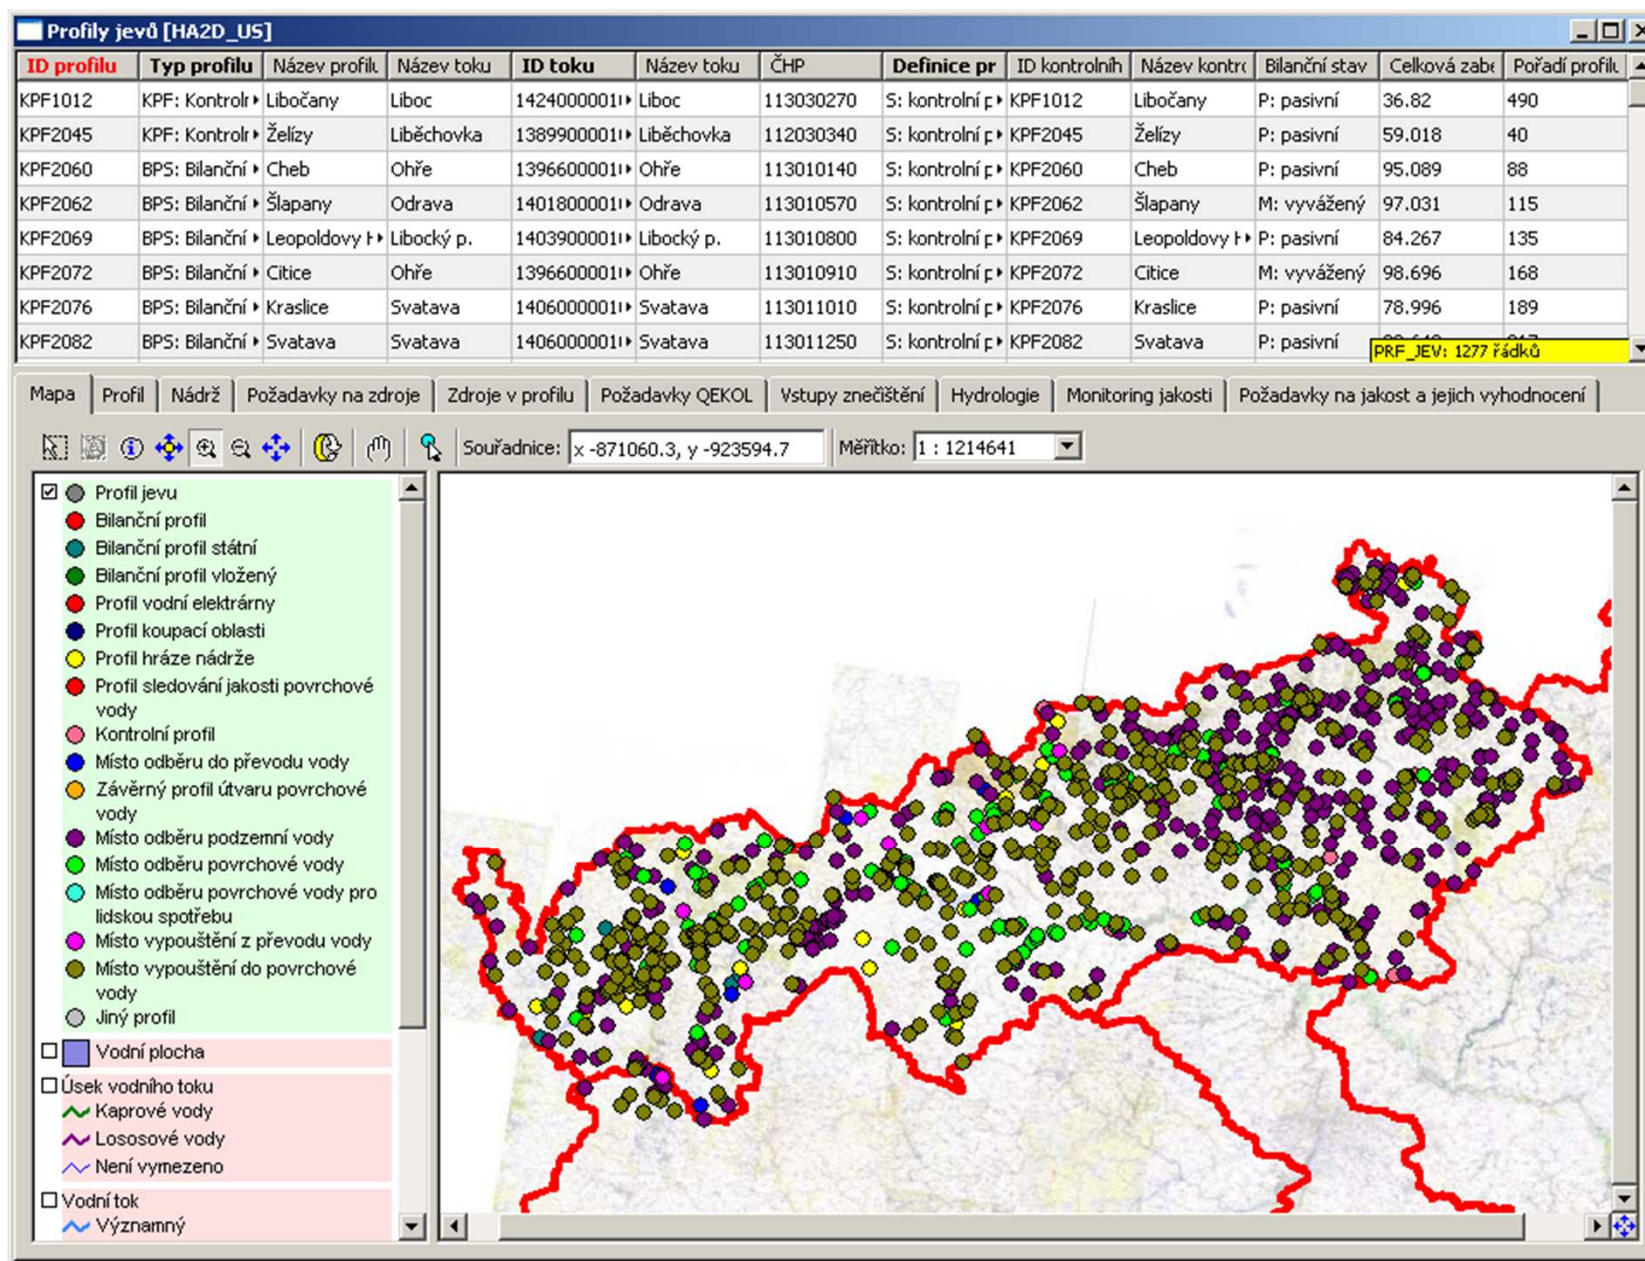 Profily jevů [HA2D_US]
ID profilu Typ profilu Název profilu Název toku ID toku Název toku ČHP Definice pr ID kontrolníh Název kontro Bilanční stav Celková zabe Pořadí profilu
KPF1012 KPF: Kontrolr Libočany Liboc 1424000001 Liboc 113030270 S: kontrolní p KPF1012 Libočany P: pasivní 36.82 490
KPF2045 KPF: Kontrolr Želízy Liběchovka 1389900001 Liběchovka 112030340 S: kontrolní p KPF2045 Želízy P: pasivní 59.018 40
KPF2060 BPS: Bilanční Cheb Ohře 1396600001 Ohře 113010140 S: kontrolní p KPF2060 Cheb P: pasivní 95.089 88
KPF2062 BPS: Bilanční Šlapany Odrava 1401800001 Odrava 113010570 S: kontrolní p KPF2062 Šlapany M: vyvážený 97.031 115
KPF2069 BPS: Bilanční Leopoldovy H Libocký p. 1403900001 Libocký p. 113010800 S: kontrolní p KPF2069 Leopoldovy H P: pasivní 84.267 135
KPF2072 BPS: Bilanční Citice Ohře 1396600001 Ohře 113010910 S: kontrolní p KPF2072 Citice M: vyvážený 98.696 168
KPF2076 BPS: Bilanční Kraslice Svatava 1406000001 Svatava 113011010 S: kontrolní p KPF2076 Kraslice P: pasivní 78.996 189
KPF2082 BPS: Bilanční Svatava Svatava 1406000001 Svatava 113011250 S: kontrolní p KPF2082 Svatava P: pasivní
PRF_JEV: 1277 řádků
Mapa Profil Nádrž Požadavky na zdroje Zdroje v profilu Požadavky QEKOL Vstupy znečištění Hydrologie Monitoring jakosti Požadavky na jakost a jejich vyhodnocení
Souřadnice: x -871060.3, y -923594.7 Měřítko: 1 : 1214641
Profil jevu
Bilanční profil
Bilanční profil státní
Bilanční profil vložený
Profil vodní elektrárny
Profil koupací oblasti
Profil hráze nádrže
Profil sledování jakosti povrchové
vody
Kontrolní profil
Místo odběru do převodu vody
Závěrný profil útvaru povrchové
vody
Místo odběru podzemní vody
Místo odběru povrchové vody
Místo odběru povrchové vody pro
lidskou spotřebu
Místo vypouštění z převodu vody
Místo vypouštění do povrchové
vody
Jiný profil
Vodní plocha
Úsek vodního toku
Kaprové vody
Lososové vody
Není vymezeno
Vodní tok
Významný